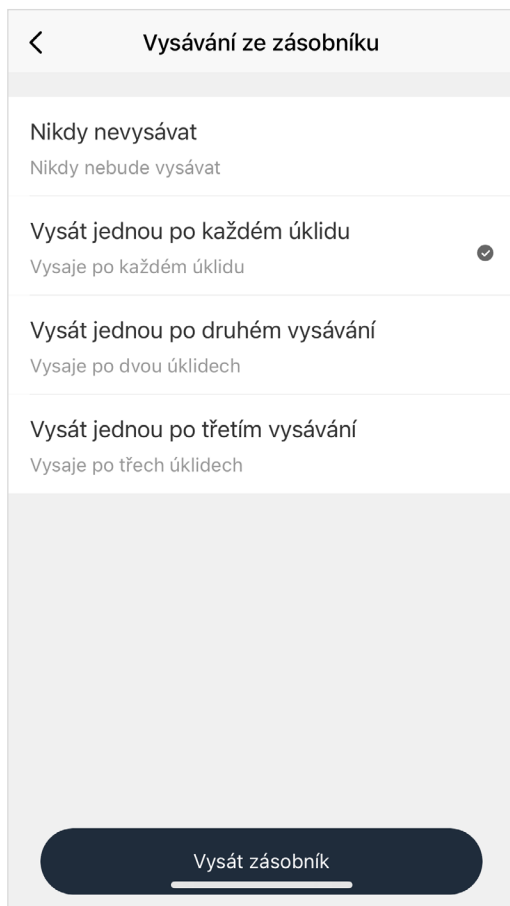 Vysávání ze zásobníku
Nikdy nevysávat
Nikdy nebude vysávat
Vysát jednou po každém úklidu
Vysaje po každém úklidu
Vysát jednou po druhém vysávání
Vysaje po dvou úklidech
Vysát jednou po třetím vysávání
Vysaje po třech úklidech
Vysát zásobník